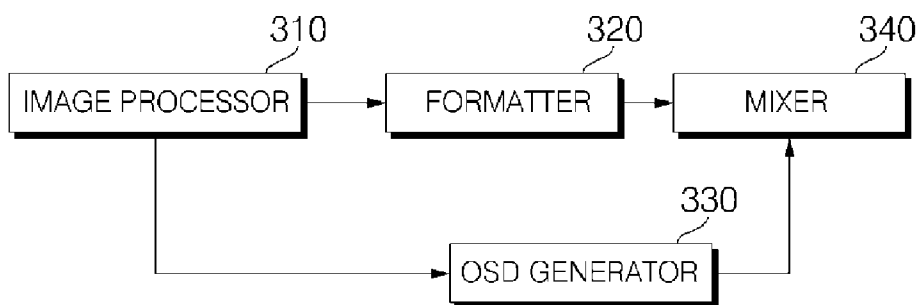 310
320
340
IMAGE PROCESSOR
FORMATTER
MIXER
330
OSD GENERATOR